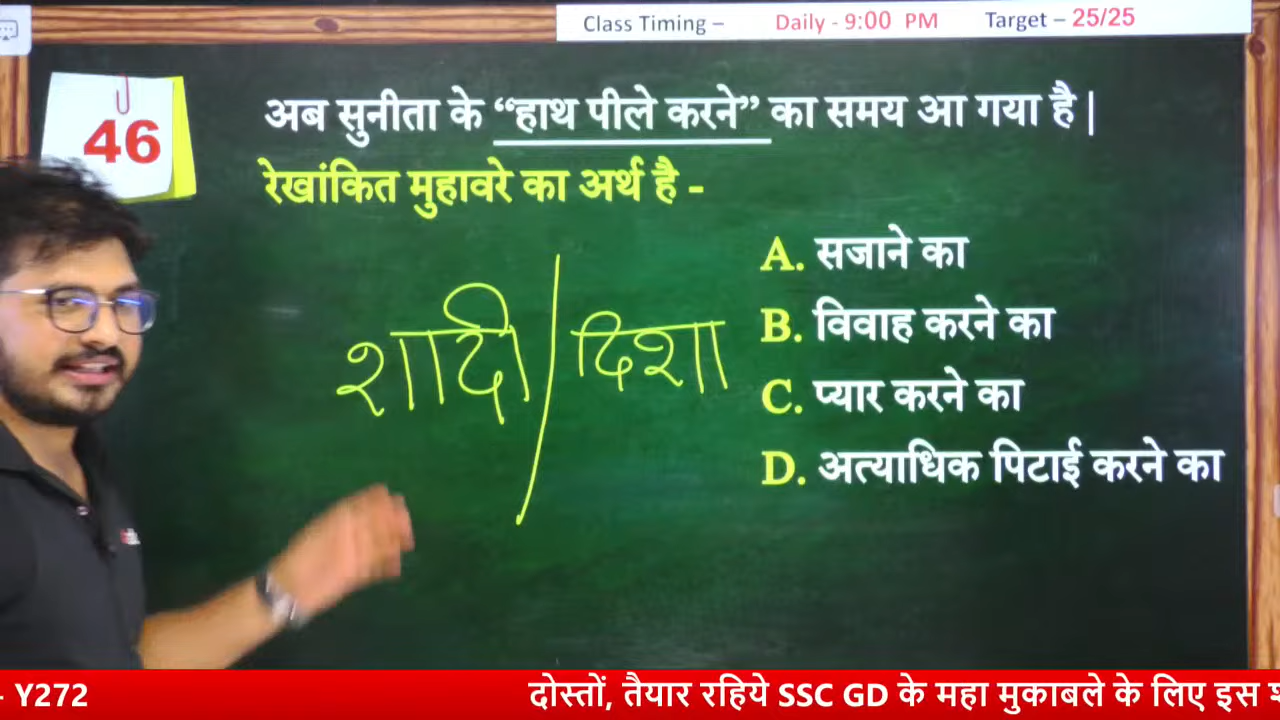 Class Timing – Daily - 9:00 PM Target – 25/25
46
अब सुनीता के “हाथ पीले करने” का समय आ गया है |
रेखांकित मुहावरे का अर्थ है -
A. सजाने का
B. विवाह करने का
C. प्यार करने का
D. अत्याधिक पिटाई करने का
शादी / दिशा
- Y272 दोस्तों, तैयार रहिये SSC GD के महा मुकाबले के लिए इस